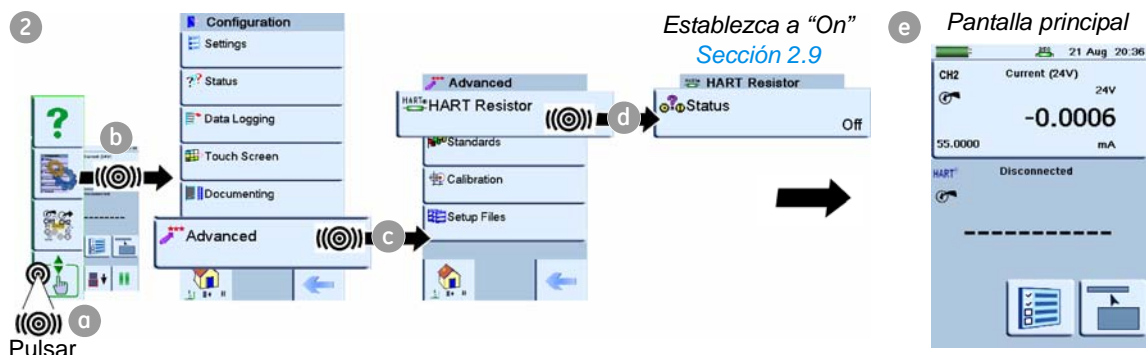 2
Pulsar
a
b
Configuration
Settings
Status
Data Logging
Touch Screen
Documenting
Advanced
c
Advanced
HART
HART Resistor
Standards
Calibration
Setup Files
d
Establezca a “On”
Sección 2.9
HART Resistor
Status
Off
e
Pantalla principal
21 Aug 20:36
CH2 Current (24V)
24V
-0.0006
55.0000 mA
HART Disconnected